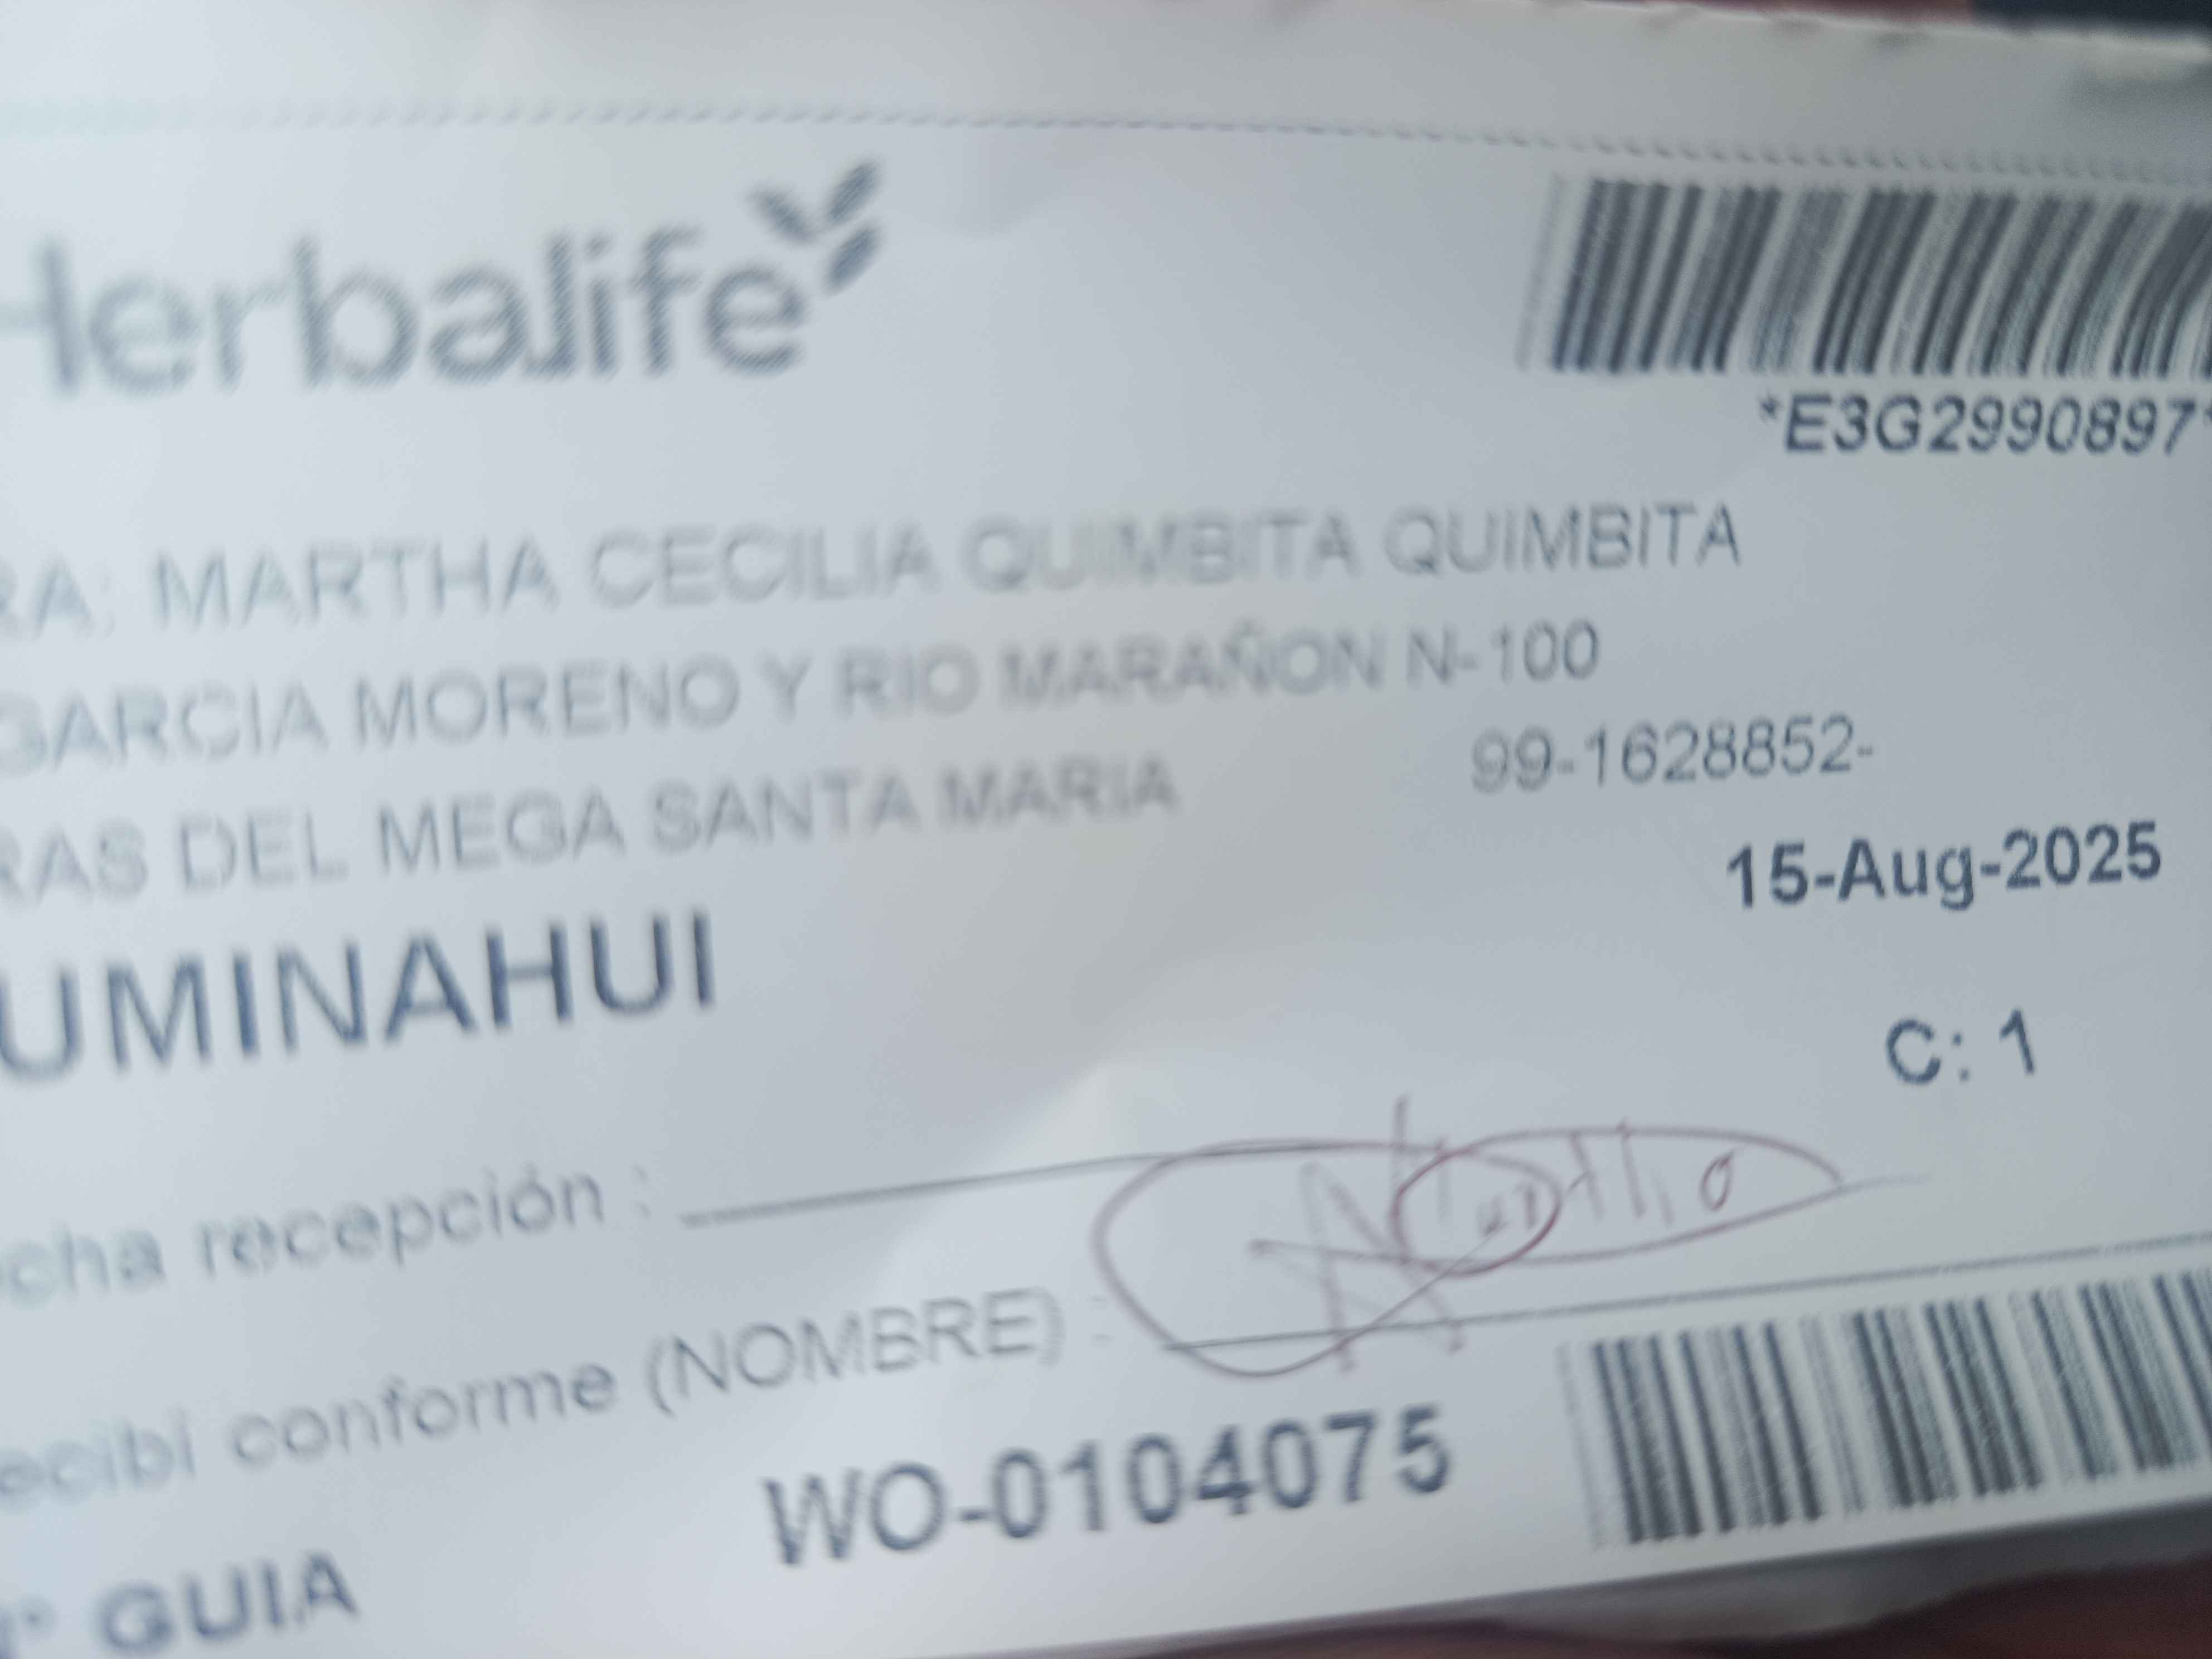 Herbalife
*E3G2990897*
RA: MARTHA CECILIA QUIMBITA QUIMBITA
GARCIA MORENO Y RIO MARAÑON N-100
RAS DEL MEGA SANTA MARIA 99-1628852-
15-Aug-2025
UMINAHUI
C: 1
cha recepción :
ecibi conforme (NOMBRE) :
WO-0104075
GUIA